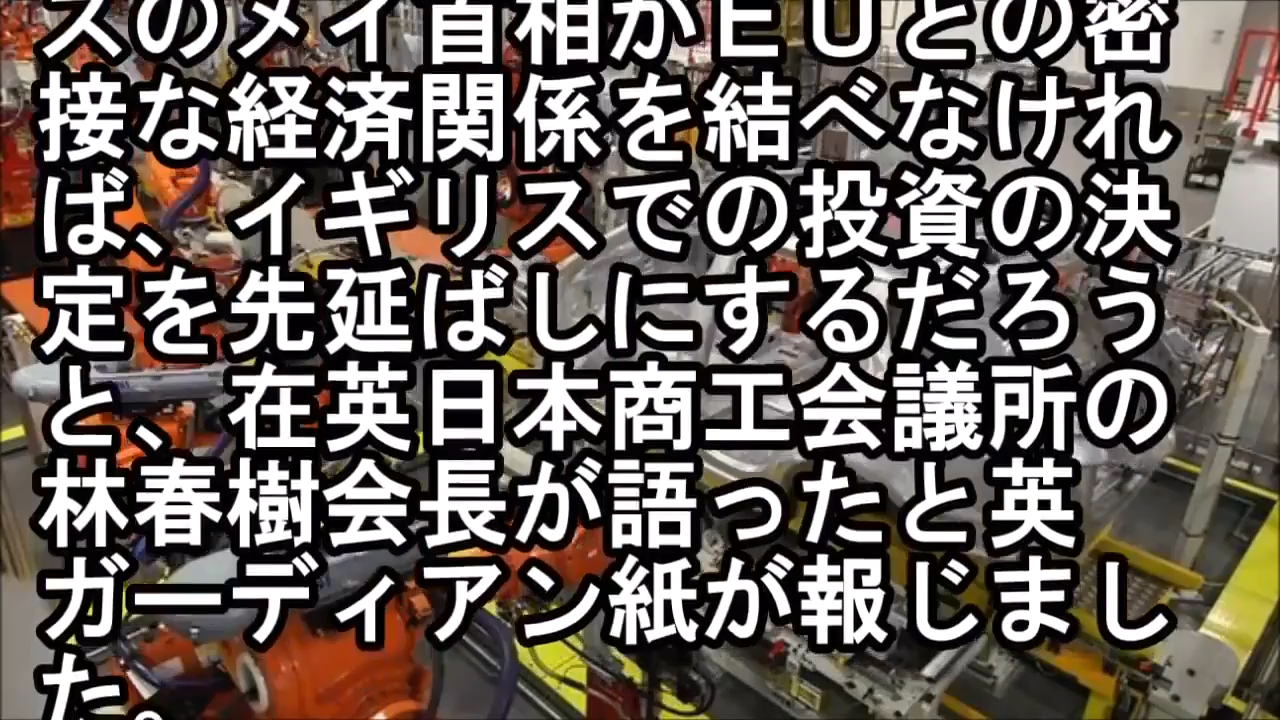 スのメイ首相がＥＵとの密
接な経済関係を結べなけれ
ば、イギリスでの投資の決
定を先延ばしにするだろう
と、在英日本商工会議所の
林春樹会長が語ったと英
ガーディアン紙が報じまし
た。